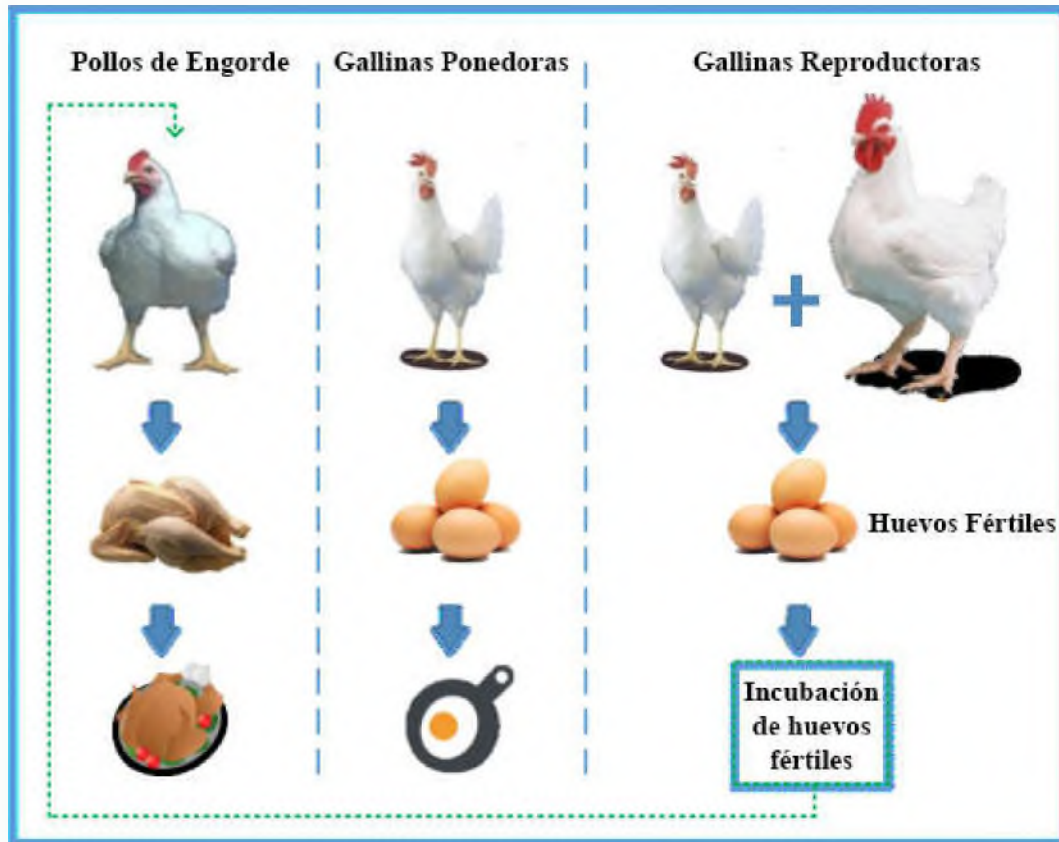 Pollos de Engorde
Gallinas Ponedoras
Gallinas Reproductoras
Huevos Fértiles
Incubación
de huevos
fértiles